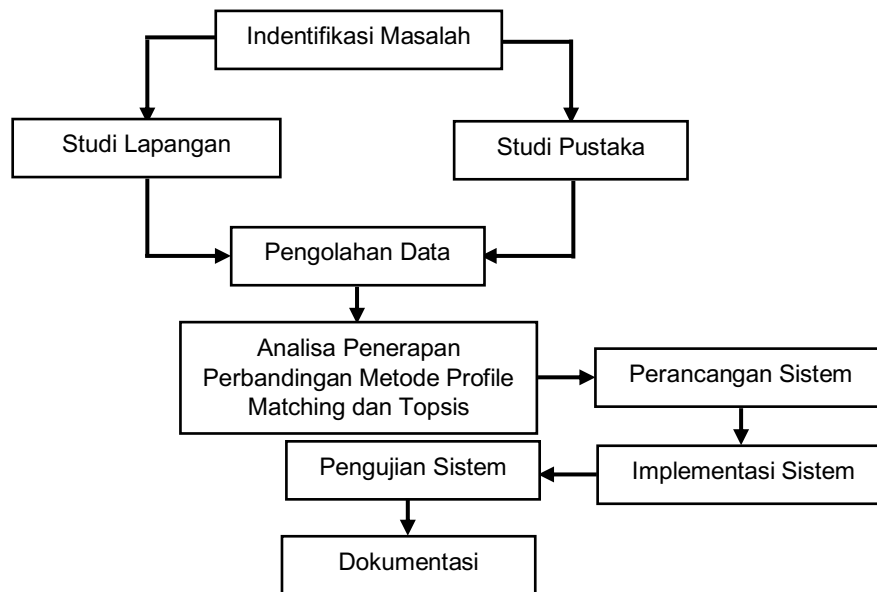 Indentifikasi Masalah
Studi Lapangan
Studi Pustaka
Pengolahan Data
Analisa Penerapan
Perbandingan Metode Profile
Matching dan Topsis
Perancangan Sistem
Implementasi Sistem
Pengujian Sistem
Dokumentasi